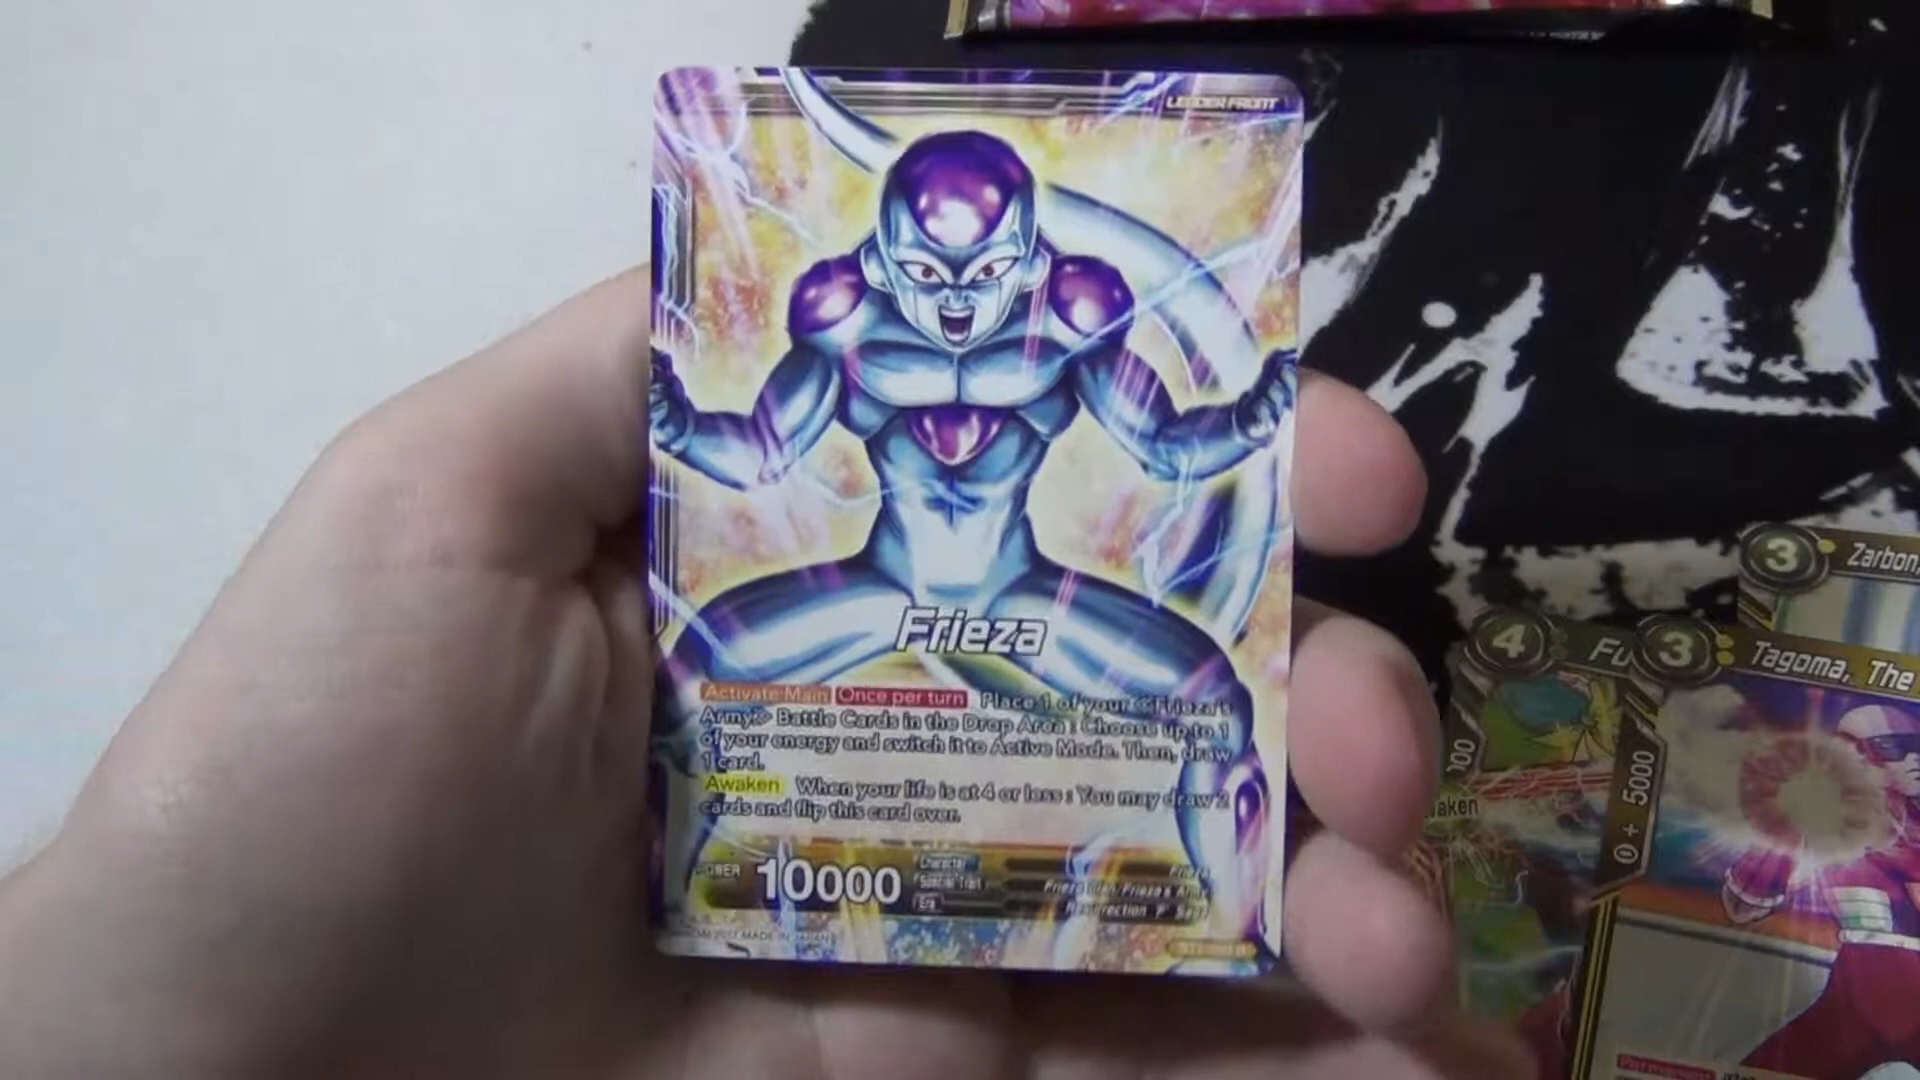 LEADER FRONT
Frieza
Activate Main Once per turn Place 1 of your <<Frieza's
Army>> Battle Cards in the Drop Area : Choose up to 1
of your energy and switch it to Active Mode. Then, draw
1 card.
Awaken When your life is at 4 or less : You may draw 2
cards and flip this card over.
POWER 10000
Character Frieza
Special Trait Frieza Clan/Frieza's Army
Era Resurrection 'F' Saga
2017 MADE IN JAPAN
3 Zarbon,
4 Fu
3 Tagoma, The
0 + 5000
Permanent